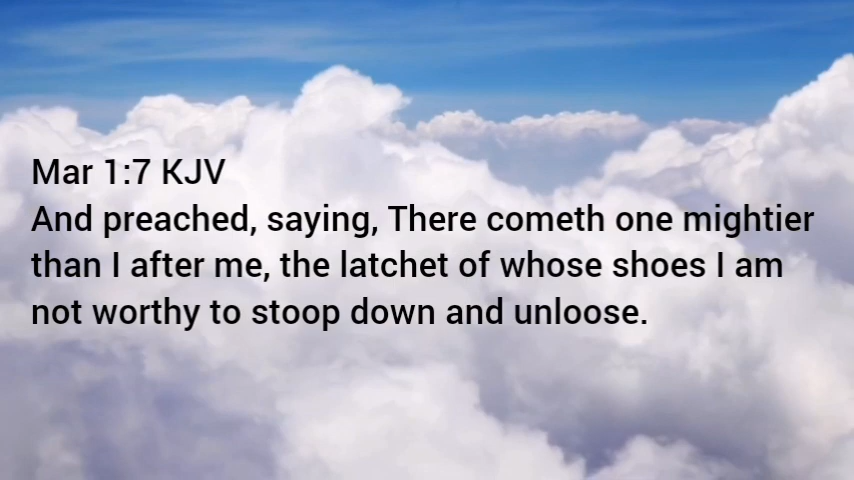 Mar 1:7 KJV
And preached, saying, There cometh one mightier
than I after me, the latchet of whose shoes I am
not worthy to stoop down and unloose.